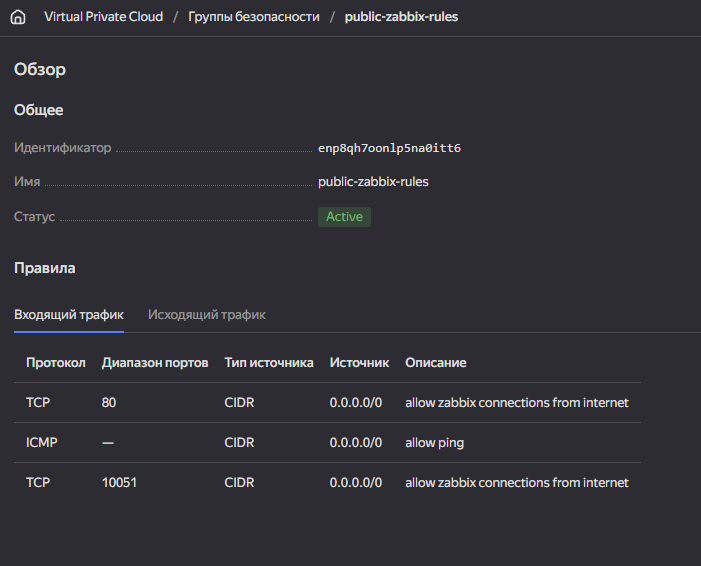 Virtual Private Cloud / Группы безопасности / public-zabbix-rules
Обзор
Общее
Идентификатор enp8qh7oonlp5na0itt6
Имя public-zabbix-rules
Статус Active
Правила
Входящий трафик Исходящий трафик
Протокол Диапазон портов Тип источника Источник Описание
TCP 80 CIDR 0.0.0.0/0 allow zabbix connections from internet
ICMP — CIDR 0.0.0.0/0 allow ping
TCP 10051 CIDR 0.0.0.0/0 allow zabbix connections from internet